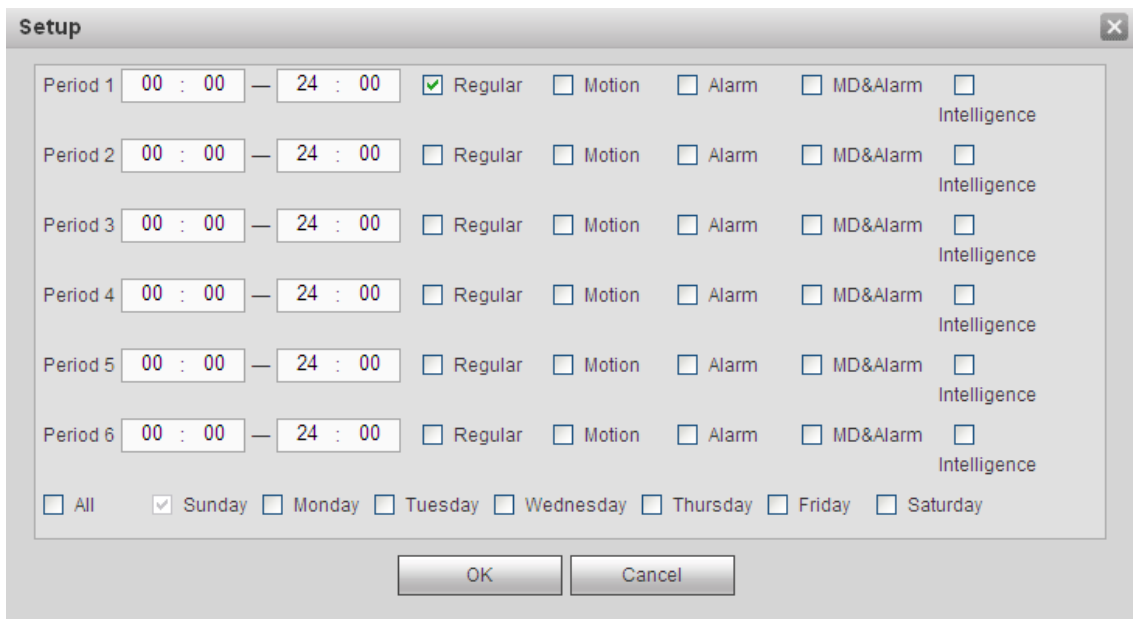 Setup
Period 1 00 : 00 — 24 : 00 Regular Motion Alarm MD&Alarm
Intelligence
Period 2 00 : 00 — 24 : 00 Regular Motion Alarm MD&Alarm
Intelligence
Period 3 00 : 00 — 24 : 00 Regular Motion Alarm MD&Alarm
Intelligence
Period 4 00 : 00 — 24 : 00 Regular Motion Alarm MD&Alarm
Intelligence
Period 5 00 : 00 — 24 : 00 Regular Motion Alarm MD&Alarm
Intelligence
Period 6 00 : 00 — 24 : 00 Regular Motion Alarm MD&Alarm
Intelligence
All Sunday Monday Tuesday Wednesday Thursday Friday Saturday
OK Cancel